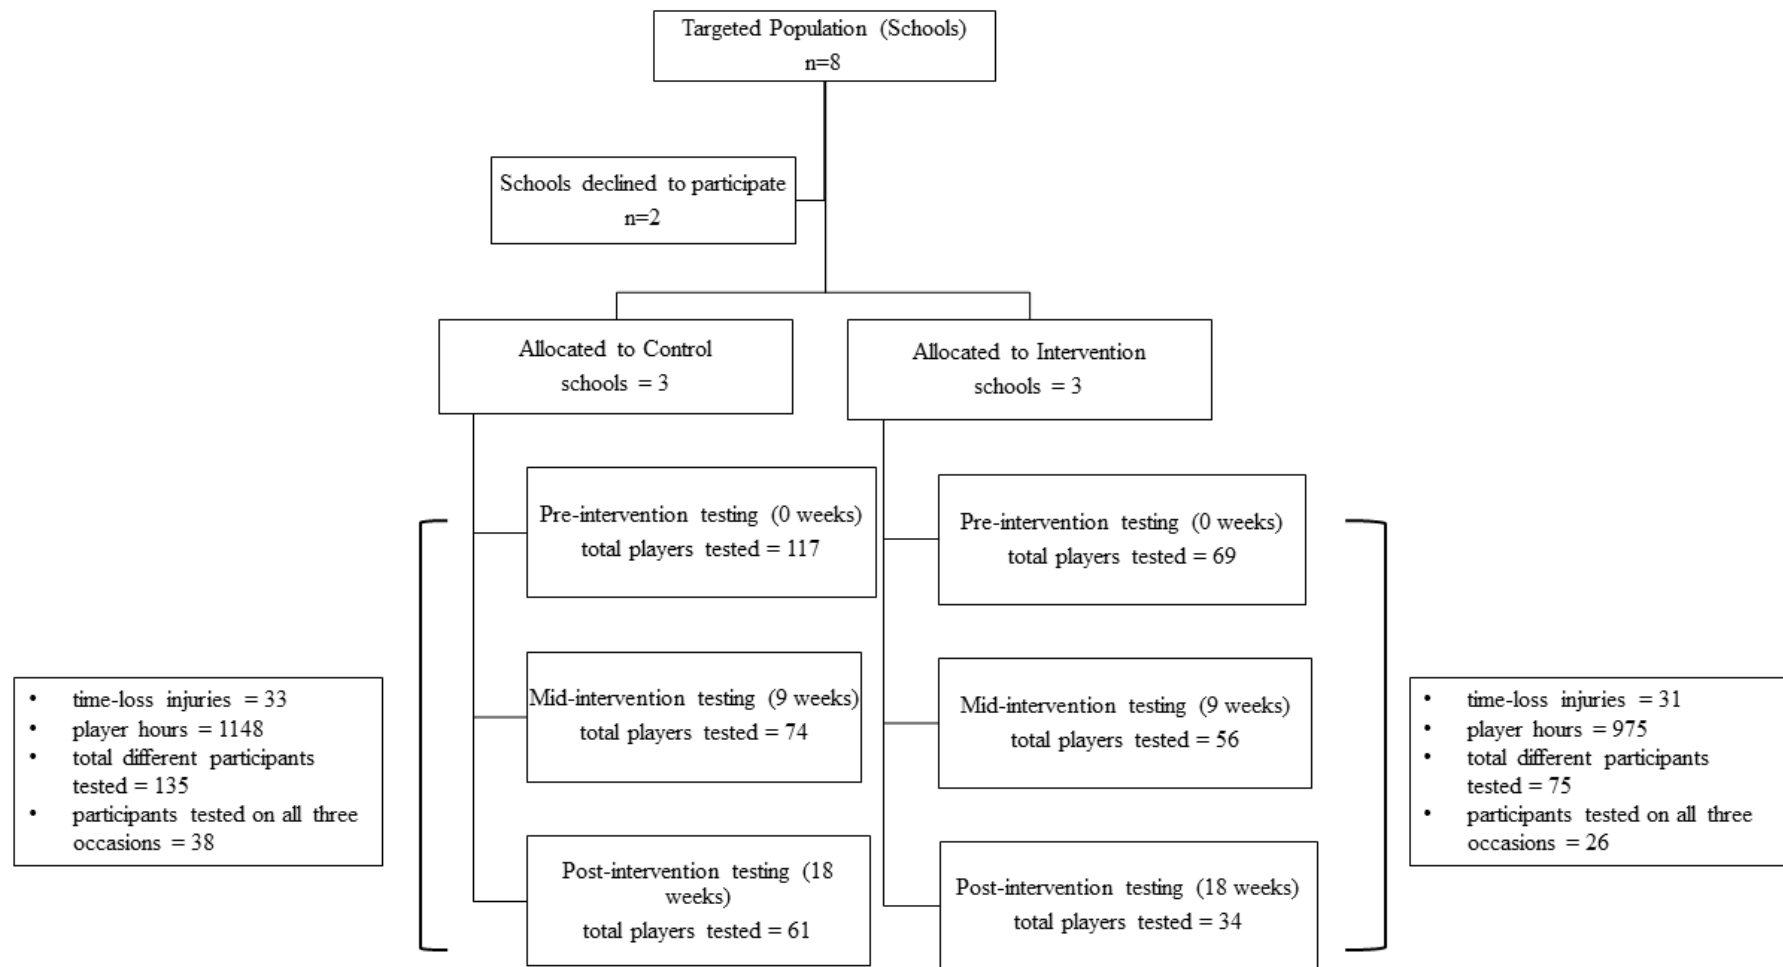 Targeted Population (Schools)
n=8
Schools declined to participate
n=2
Allocated to Control
schools = 3
Allocated to Intervention
schools = 3
Pre-intervention testing (0 weeks)
total players tested = 117
Pre-intervention testing (0 weeks)
total players tested = 69
Mid-intervention testing (9 weeks)
total players tested = 74
Mid-intervention testing (9 weeks)
total players tested = 56
Post-intervention testing (18
weeks)
total players tested = 61
Post-intervention testing (18 weeks)
total players tested = 34
• time-loss injuries = 33
• player hours = 1148
• total different participants
tested = 135
• participants tested on all three
occasions = 38
• time-loss injuries = 31
• player hours = 975
• total different participants
tested = 75
• participants tested on all three
occasions = 26